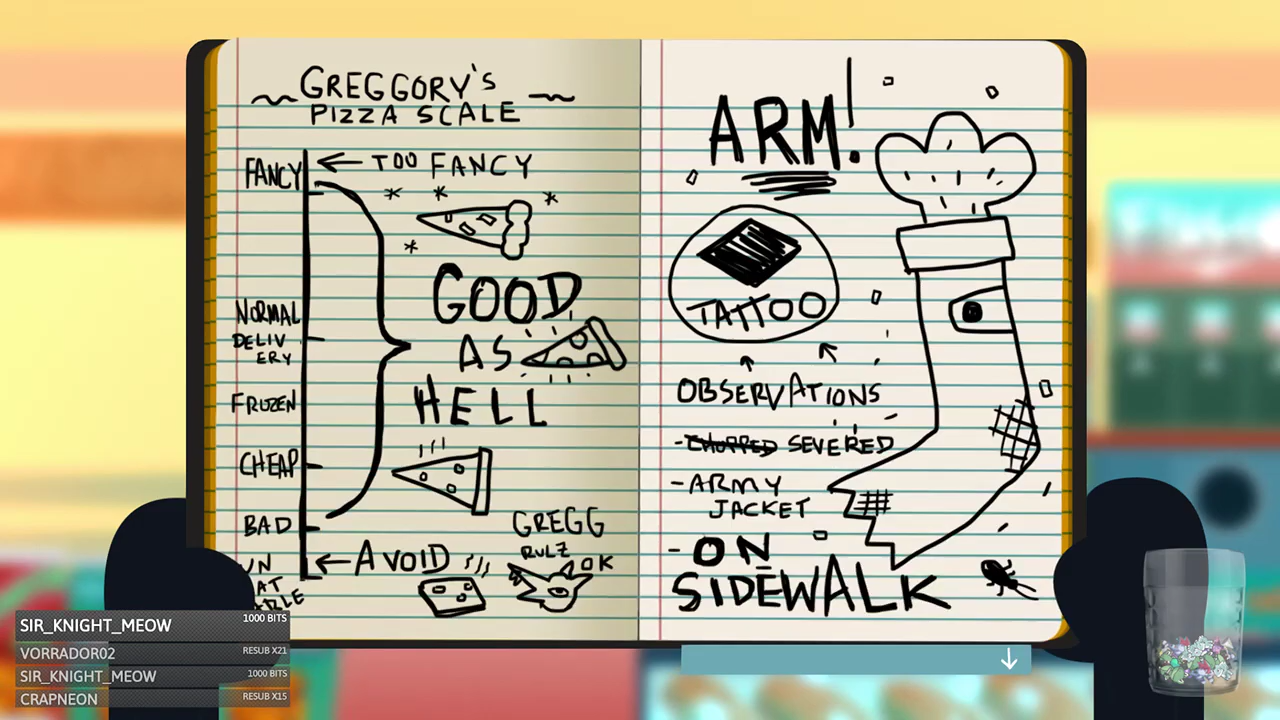 GREGGORY'S
PIZZA SCALE
FANCY
← TOO FANCY
GOOD
NORMAL
DELIV
ERY
AS
FROZEN
HELL
CHEAP
BAD
GREGG
RULZ
OK
← AVOID
ARM!
TATTOO
OBSERVATIONS
- CHOPPED SEVERED
- ARMY
JACKET
- ON
SIDEWALK
SIR_KNIGHT_MEOW 1000 BITS
VORRADOR02 RESUB X21
SIR_KNIGHT_MEOW 1000 BITS
CRAPNEON RESUB X15